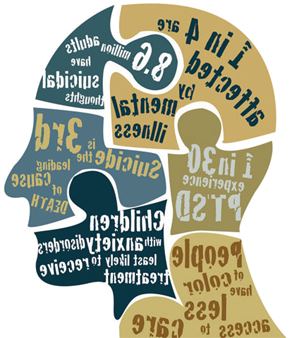 8.6
million
adults
have
suicidal
thoughts
1 in 4 are
affected
by
mental
illness
Suicide
is the
3rd
leading
cause
of
DEATH
1 in 30
experience
PTSD
Children
with anxiety disorders
least likely to receive
treatment
People
of color
have
less
access to
care